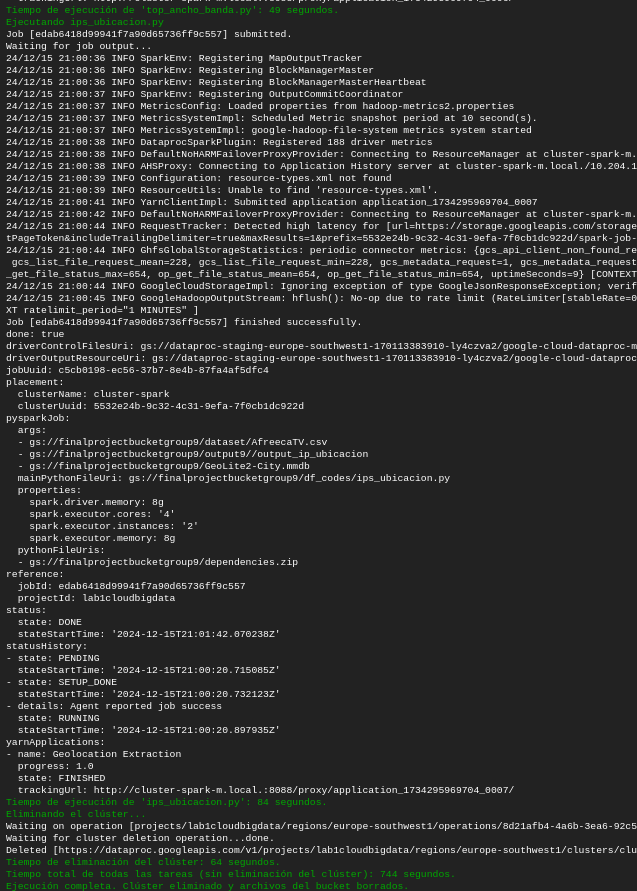 Tiempo de ejecución de 'top_ancho_banda.py': 49 segundos.
Ejecutando ips_ubicacion.py
Job [edab6418d99941f7a90d65736ff9c557] submitted.
Waiting for job output...
24/12/15 21:00:36 INFO SparkEnv: Registering MapOutputTracker
24/12/15 21:00:36 INFO SparkEnv: Registering BlockManagerMaster
24/12/15 21:00:36 INFO SparkEnv: Registering BlockManagerMasterHeartbeat
24/12/15 21:00:37 INFO SparkEnv: Registering OutputCommitCoordinator
24/12/15 21:00:37 INFO MetricsConfig: Loaded properties from hadoop-metrics2.properties
24/12/15 21:00:37 INFO MetricsSystemImpl: Scheduled Metric snapshot period at 10 second(s).
24/12/15 21:00:37 INFO MetricsSystemImpl: google-hadoop-file-system metrics system started
24/12/15 21:00:38 INFO DataprocSparkPlugin: Registered 188 driver metrics
24/12/15 21:00:38 INFO DefaultNoHARMFailoverProxyProvider: Connecting to ResourceManager at cluster-spark-m.
24/12/15 21:00:38 INFO AHSProxy: Connecting to Application History server at cluster-spark-m.local./10.204.1
24/12/15 21:00:39 INFO Configuration: resource-types.xml not found
24/12/15 21:00:39 INFO ResourceUtils: Unable to find 'resource-types.xml'.
24/12/15 21:00:41 INFO YarnClientImpl: Submitted application application_1734295969704_0007
24/12/15 21:00:42 INFO DefaultNoHARMFailoverProxyProvider: Connecting to ResourceManager at cluster-spark-m.
24/12/15 21:00:44 INFO RequestTracker: Detected high latency for [url=https://storage.googleapis.com/storage
tPageToken&includeTrailingDelimiter=true&maxResults=1&prefix=5532e24b-9c32-4c31-9efa-7f0cb1dc922d/spark-job-
24/12/15 21:00:44 INFO GhfsGlobalStorageStatistics: periodic connector metrics: {gcs_api_client_non_found_re
gcs_list_file_request_mean=228, gcs_list_file_request_min=228, gcs_metadata_request=1, gcs_metadata_request
_get_file_status_max=654, op_get_file_status_mean=654, op_get_file_status_min=654, uptimeSeconds=9} [CONTEXT
24/12/15 21:00:44 INFO GoogleCloudStorageImpl: Ignoring exception of type GoogleJsonResponseException; verif
24/12/15 21:00:45 INFO GoogleHadoopOutputStream: hflush(): No-op due to rate limit (RateLimiter[stableRate=0
XT ratelimit_period="1 MINUTES" ]
Job [edab6418d99941f7a90d65736ff9c557] finished successfully.
done: true
driverControlFilesUri: gs://dataproc-staging-europe-southwest1-170113383910-ly4czva2/google-cloud-dataproc-m
driverOutputResourceUri: gs://dataproc-staging-europe-southwest1-170113383910-ly4czva2/google-cloud-dataproc
jobUuid: c5cb0198-ec56-37b7-8e4b-87fa4af5dfc4
placement:
clusterName: cluster-spark
clusterUuid: 5532e24b-9c32-4c31-9efa-7f0cb1dc922d
pysparkJob:
args:
- gs://finalprojectbucketgroup9/dataset/AfreecaTV.csv
- gs://finalprojectbucketgroup9/output9//output_ip_ubicacion
- gs://finalprojectbucketgroup9/GeoLite2-City.mmdb
mainPythonFileUri: gs://finalprojectbucketgroup9/df_codes/ips_ubicacion.py
properties:
spark.driver.memory: 8g
spark.executor.cores: '4'
spark.executor.instances: '2'
spark.executor.memory: 8g
pythonFileUris:
- gs://finalprojectbucketgroup9/dependencies.zip
reference:
jobId: edab6418d99941f7a90d65736ff9c557
projectId: lab1cloudbigdata
status:
state: DONE
stateStartTime: '2024-12-15T21:01:42.070238Z'
statusHistory:
- state: PENDING
stateStartTime: '2024-12-15T21:00:20.715085Z'
- state: SETUP_DONE
stateStartTime: '2024-12-15T21:00:20.732123Z'
- details: Agent reported job success
state: RUNNING
stateStartTime: '2024-12-15T21:00:20.897935Z'
yarnApplications:
- name: Geolocation Extraction
progress: 1.0
state: FINISHED
trackingUrl: http://cluster-spark-m.local.:8088/proxy/application_1734295969704_0007/
Tiempo de ejecución de 'ips_ubicacion.py': 84 segundos.
Eliminando el clúster...
Waiting on operation [projects/lab1cloudbigdata/regions/europe-southwest1/operations/8d21afb4-4a6b-3ea6-92c5
Waiting for cluster deletion operation...done.
Deleted [https://dataproc.googleapis.com/v1/projects/lab1cloudbigdata/regions/europe-southwest1/clusters/clu
Tiempo de eliminación del clúster: 64 segundos.
Tiempo total de todas las tareas (sin eliminación del clúster): 744 segundos.
Ejecución completa. Clúster eliminado y archivos del bucket borrados.